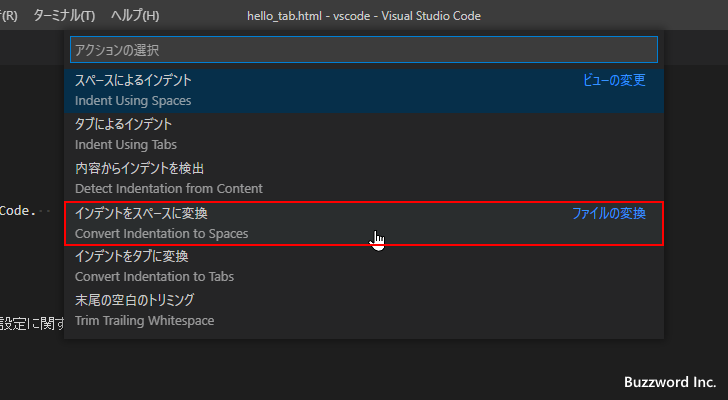 (R) ターミナル(T) ヘルプ(H) hello_tab.html - vscode - Visual Studio Code
アクションの選択
スペースによるインデント ビューの変更
Indent Using Spaces
タブによるインデント
Indent Using Tabs
内容からインデントを検出
Detect Indentation from Content
Code.
インデントをスペースに変換 ファイルの変換
Convert Indentation to Spaces
インデントをタブに変換
Convert Indentation to Tabs
末尾の空白のトリミング
Trim Trailing Whitespace
設定に関す
Buzzword Inc.